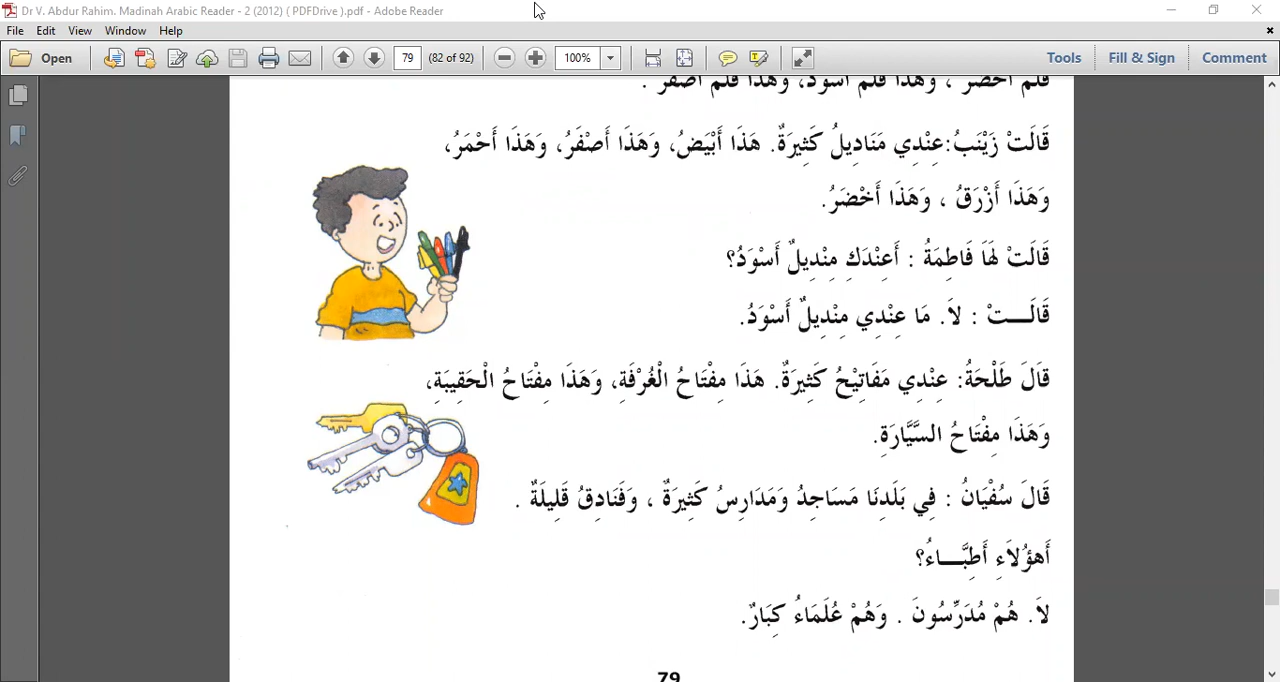 Dr V. Abdur Rahim. Madinah Arabic Reader - 2 (2012) ( PDFDrive ).pdf - Adobe Reader
File Edit View Window Help
Open 79 (82 of 92) 100% Tools Fill & Sign Comment
قَلَمٌ أَخْضَرُ ، وَهَذَا قَلَمٌ أَسْوَدُ، وَهَذَا قَلَمٌ أَصْفَرُ .
قَالَتْ زَيْنَبُ:عِنْدِي مَنَادِيلُ كَثِيرَةٌ. هَذَا أَبْيَضُ، وَهَذَا أَصْفَرُ، وَهَذَا أَحْمَرُ،
وَهَذَا أَزْرَقُ ، وَهَذَا أَخْضَرُ.
قَالَتْ لَهَا فَاطِمَةُ : أَعِنْدَكِ مِنْدِيلٌ أَسْوَدُ؟
قَالَـــتْ : لاَ. مَا عِنْدِي مِنْدِيلٌ أَسْوَدُ.
قَالَ طَلْحَةُ: عِنْدِي مَفَاتِيْحُ كَثِيرَةٌ. هَذَا مِفْتَاحُ الْغُرْفَةِ، وَهَذَا مِفْتَاحُ الْحَقِيبَةِ،
وَهَذَا مِفْتَاحُ السَّيَّارَةِ.
قَالَ سُفْيَانُ : فِي بَلَدِنَا مَسَاجِدُ وَمَدَارِسُ كَثِيرَةٌ ، وَفَنَادِقُ قَلِيلَةٌ .
أَهؤُلاَءِ أَطِبَّـــاءُ؟
لاَ. هُمْ مُدَرِّسُونَ . وَهُمْ عُلَمَاءُ كِبَارٌ.
79